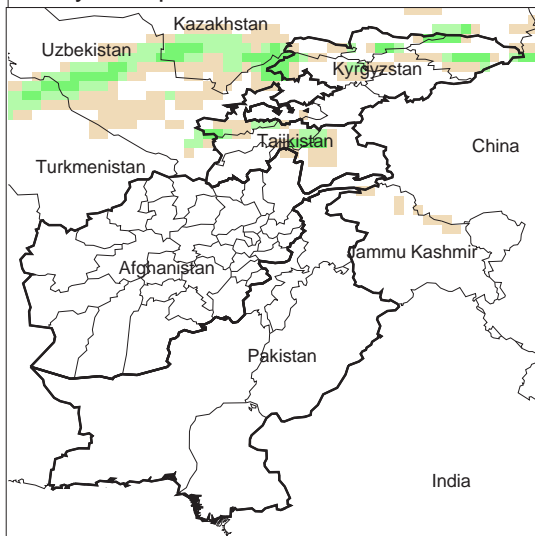 Kazakhstan
Uzbekistan
Kyrgyzstan
Tajikistan
China
Turkmenistan
Jammu Kashmir
Afghanistan
Pakistan
India